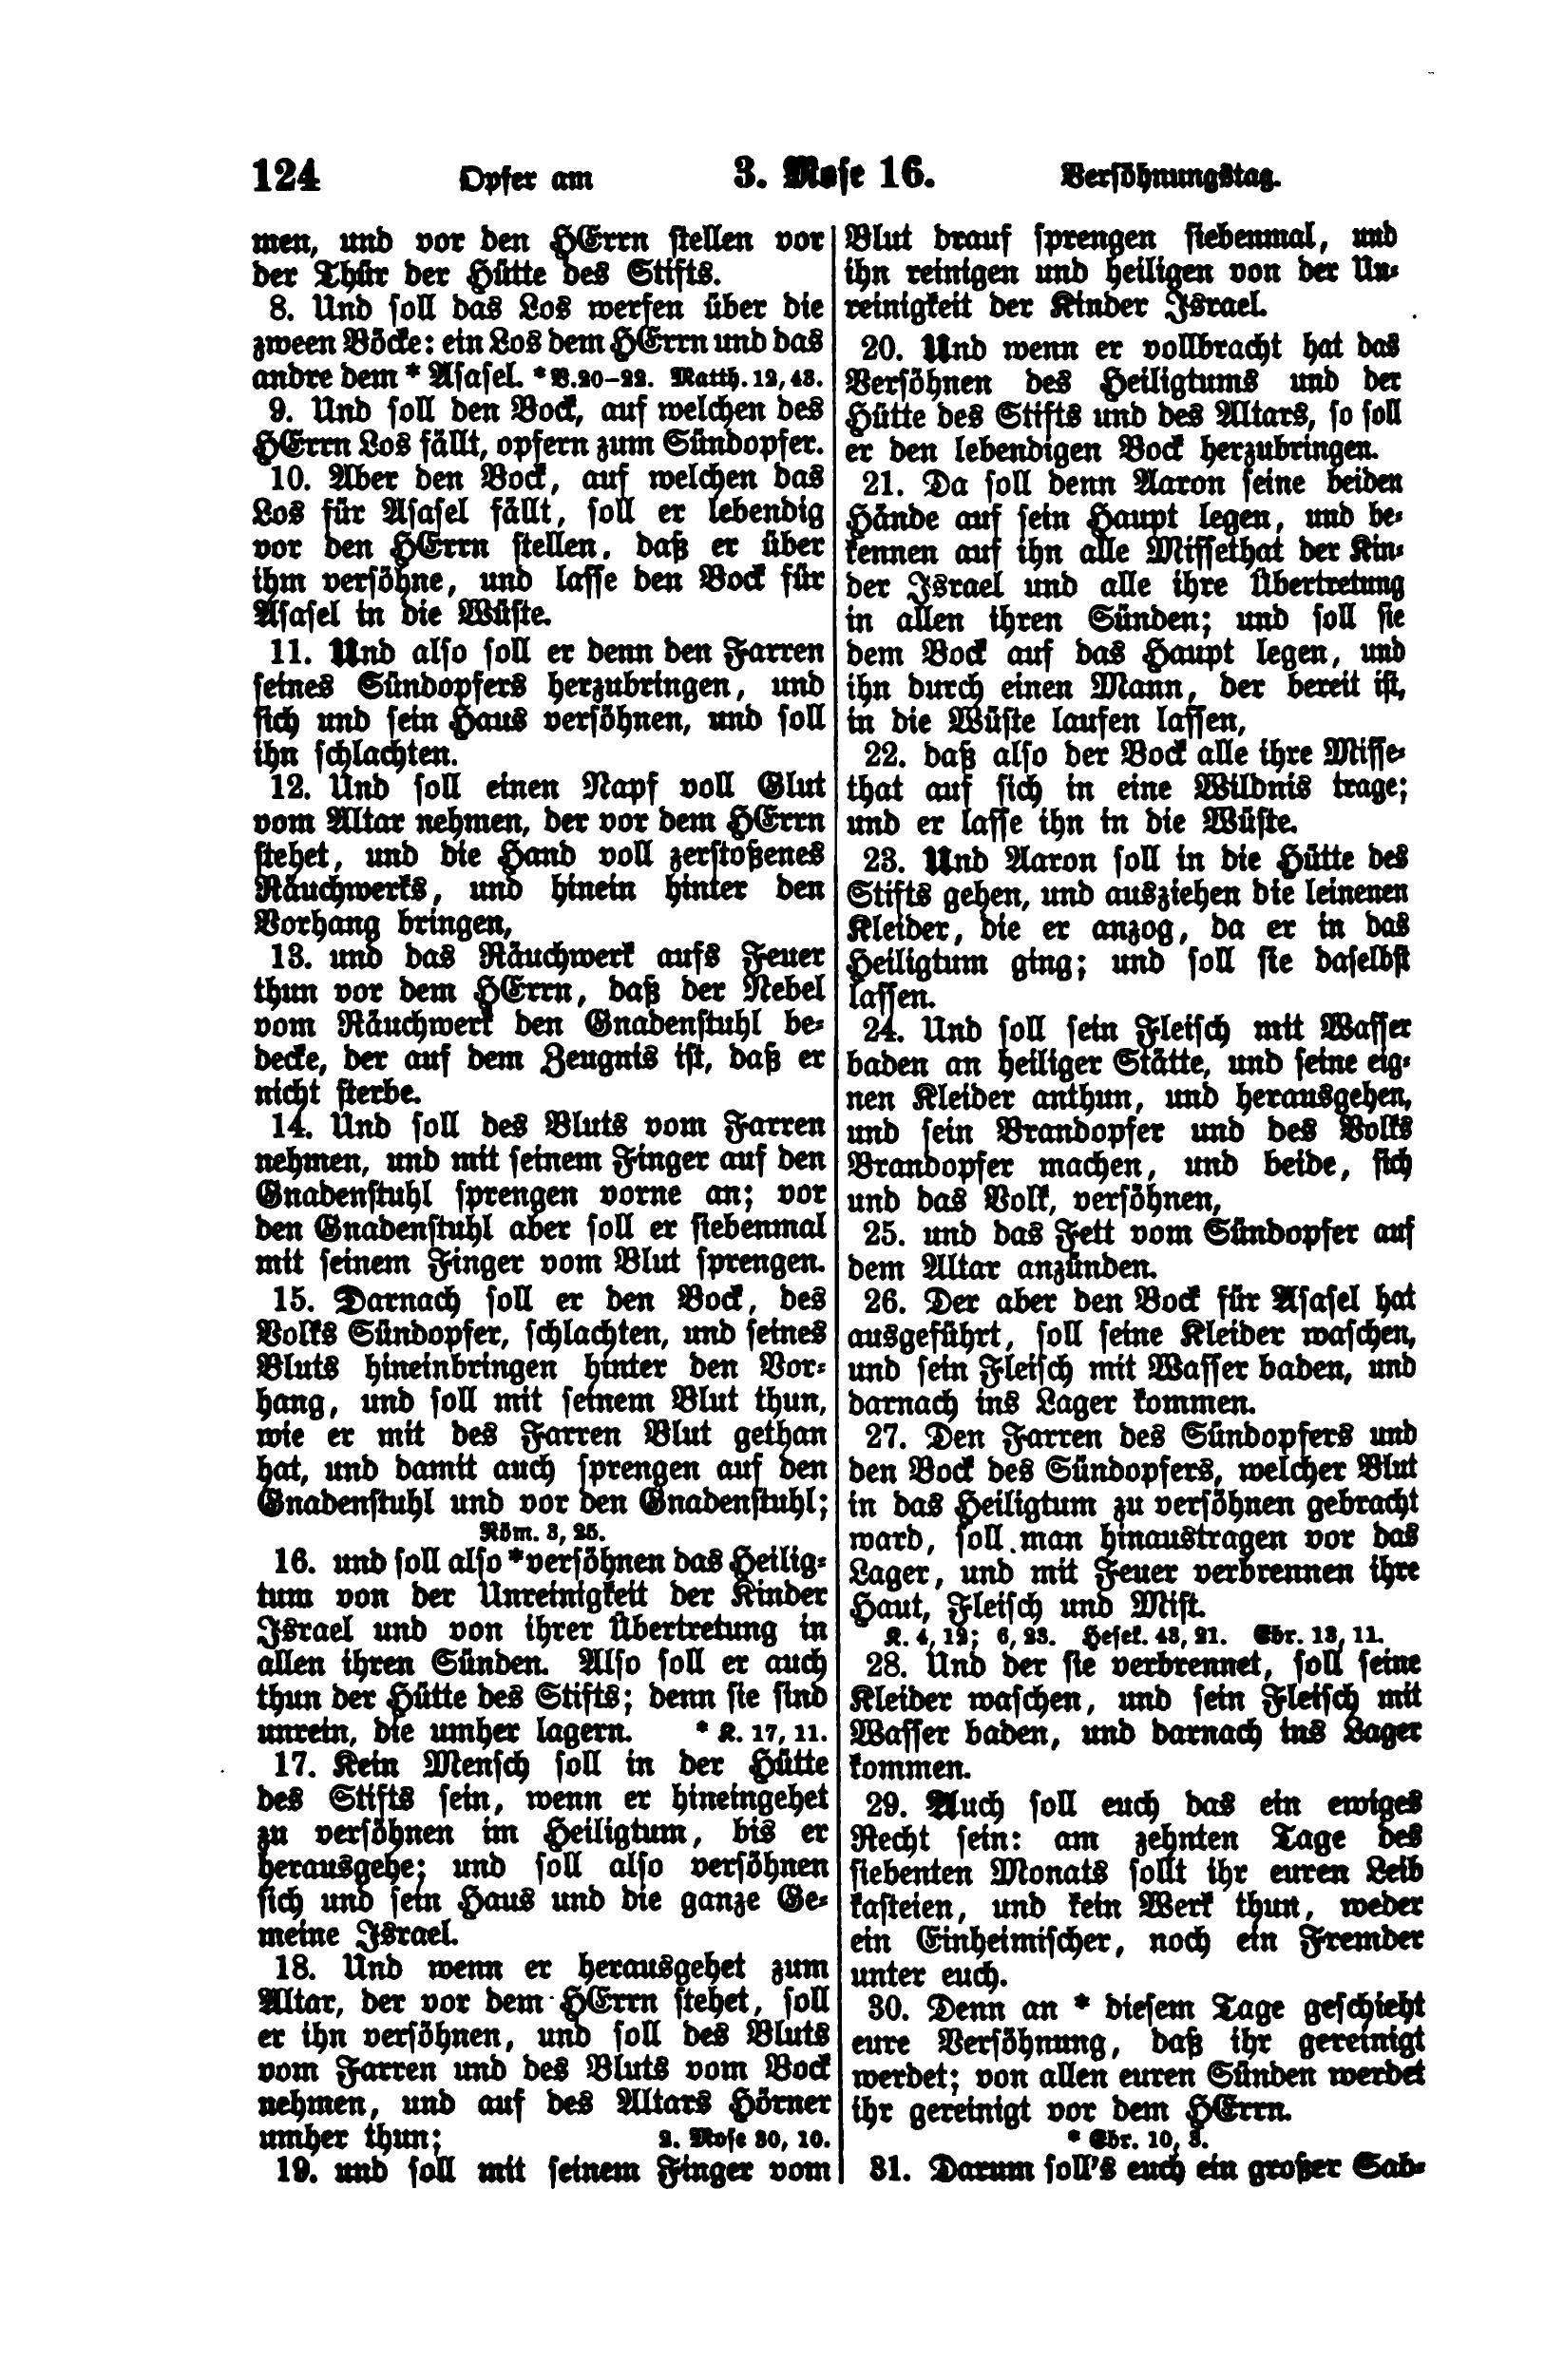 124 Opfer am 3. Mose 16. Versöhnungstag.
men, und vor den HErrn stellen vor
der Thür der Hütte des Stifts.
8. Und soll das Los werfen über die
zween Böcke: ein Los dem HErrn und das
andre dem * Asasel. * V. 20–22. Matth. 12, 43.
9. Und soll den Bock, auf welchen des
HErrn Los fällt, opfern zum Sündopfer.
10. Aber den Bock, auf welchen das
Los für Asasel fällt, soll er lebendig
vor den HErrn stellen, daß er über
ihm versöhne, und lasse den Bock für
Asasel in die Wüste.
11. Und also soll er denn den Farren
seines Sündopfers herzubringen, und
sich und sein Haus versöhnen, und soll
ihn schlachten.
12. Und soll einen Napf voll Glut
vom Altar nehmen, der vor dem HErrn
stehet, und die Hand voll zerstoßenes
Räuchwerks, und hinein hinter den
Vorhang bringen,
13. und das Räuchwerk aufs Feuer
thun vor dem HErrn, daß der Nebel
vom Räuchwerk den Gnadenstuhl be-
decke, der auf dem Zeugnis ist, daß er
nicht sterbe.
14. Und soll des Bluts vom Farren
nehmen, und mit seinem Finger auf den
Gnadenstuhl sprengen vorne an; vor
den Gnadenstuhl aber soll er siebenmal
mit seinem Finger vom Blut sprengen.
15. Darnach soll er den Bock, des
Volks Sündopfer, schlachten, und seines
Bluts hineinbringen hinter den Vor-
hang, und soll mit seinem Blut thun,
wie er mit des Farren Blut gethan
hat, und damit auch sprengen auf den
Gnadenstuhl und vor den Gnadenstuhl;
Röm. 3, 25.
16. und soll also *versöhnen das Heilig-
tum von der Unreinigkeit der Kinder
Israel und von ihrer Übertretung in
allen ihren Sünden. Also soll er auch
thun der Hütte des Stifts; denn sie sind
unrein, die umher lagern. * K. 17, 11.
17. Kein Mensch soll in der Hütte
des Stifts sein, wenn er hineingehet
zu versöhnen im Heiligtum, bis er
herausgehe; und soll also versöhnen
sich und sein Haus und die ganze Ge-
meine Israel.
18. Und wenn er herausgehet zum
Altar, der vor dem HErrn stehet, soll
er ihn versöhnen, und soll des Bluts
vom Farren und des Bluts vom Bock
nehmen, und auf des Altars Hörner
umher thun; 2. Mose 30, 10.
19. und soll mit seinem Finger vom
Blut drauf sprengen siebenmal, und
ihn reinigen und heiligen von der Un-
reinigkeit der Kinder Israel.
20. Und wenn er vollbracht hat das
Versöhnen des Heiligtums und der
Hütte des Stifts und des Altars, so soll
er den lebendigen Bock herzubringen.
21. Da soll denn Aaron seine beiden
Hände auf sein Haupt legen, und be-
kennen auf ihn alle Missethat der Kin-
der Israel und alle ihre Übertretung
in allen ihren Sünden; und soll sie
dem Bock auf das Haupt legen, und
ihn durch einen Mann, der bereit ist,
in die Wüste laufen lassen,
22. daß also der Bock alle ihre Misse-
that auf sich in eine Wildnis trage;
und er lasse ihn in die Wüste.
23. Und Aaron soll in die Hütte des
Stifts gehen, und ausziehen die leinenen
Kleider, die er anzog, da er in das
Heiligtum ging; und soll sie daselbst
lassen.
24. Und soll sein Fleisch mit Wasser
baden an heiliger Stätte, und seine eig-
nen Kleider anthun, und herausgehen,
und sein Brandopfer und des Volks
Brandopfer machen, und beide, sich
und das Volk, versöhnen,
25. und das Fett vom Sündopfer auf
dem Altar anzünden.
26. Der aber den Bock für Asasel hat
ausgeführt, soll seine Kleider waschen,
und sein Fleisch mit Wasser baden, und
darnach ins Lager kommen.
27. Den Farren des Sündopfers und
den Bock des Sündopfers, welcher Blut
in das Heiligtum zu versöhnen gebracht
ward, soll man hinaustragen vor das
Lager, und mit Feuer verbrennen ihre
Haut, Fleisch und Mist.
K. 4, 12; 6, 23. Hesek. 43, 21. Ebr. 13, 11.
28. Und der sie verbrennet, soll seine
Kleider waschen, und sein Fleisch mit
Wasser baden, und darnach ins Lager
kommen.
29. Auch soll euch das ein ewiges
Recht sein: am zehnten Tage des
siebenten Monats sollt ihr euren Leib
kasteien, und kein Werk thun, weder
ein Einheimischer, noch ein Fremder
unter euch.
30. Denn an * diesem Tage geschieht
eure Versöhnung, daß ihr gereinigt
werdet; von allen euren Sünden werdet
ihr gereinigt vor dem HErrn.
* Ebr. 10, 3.
31. Darum soll's euch ein großer Sab-